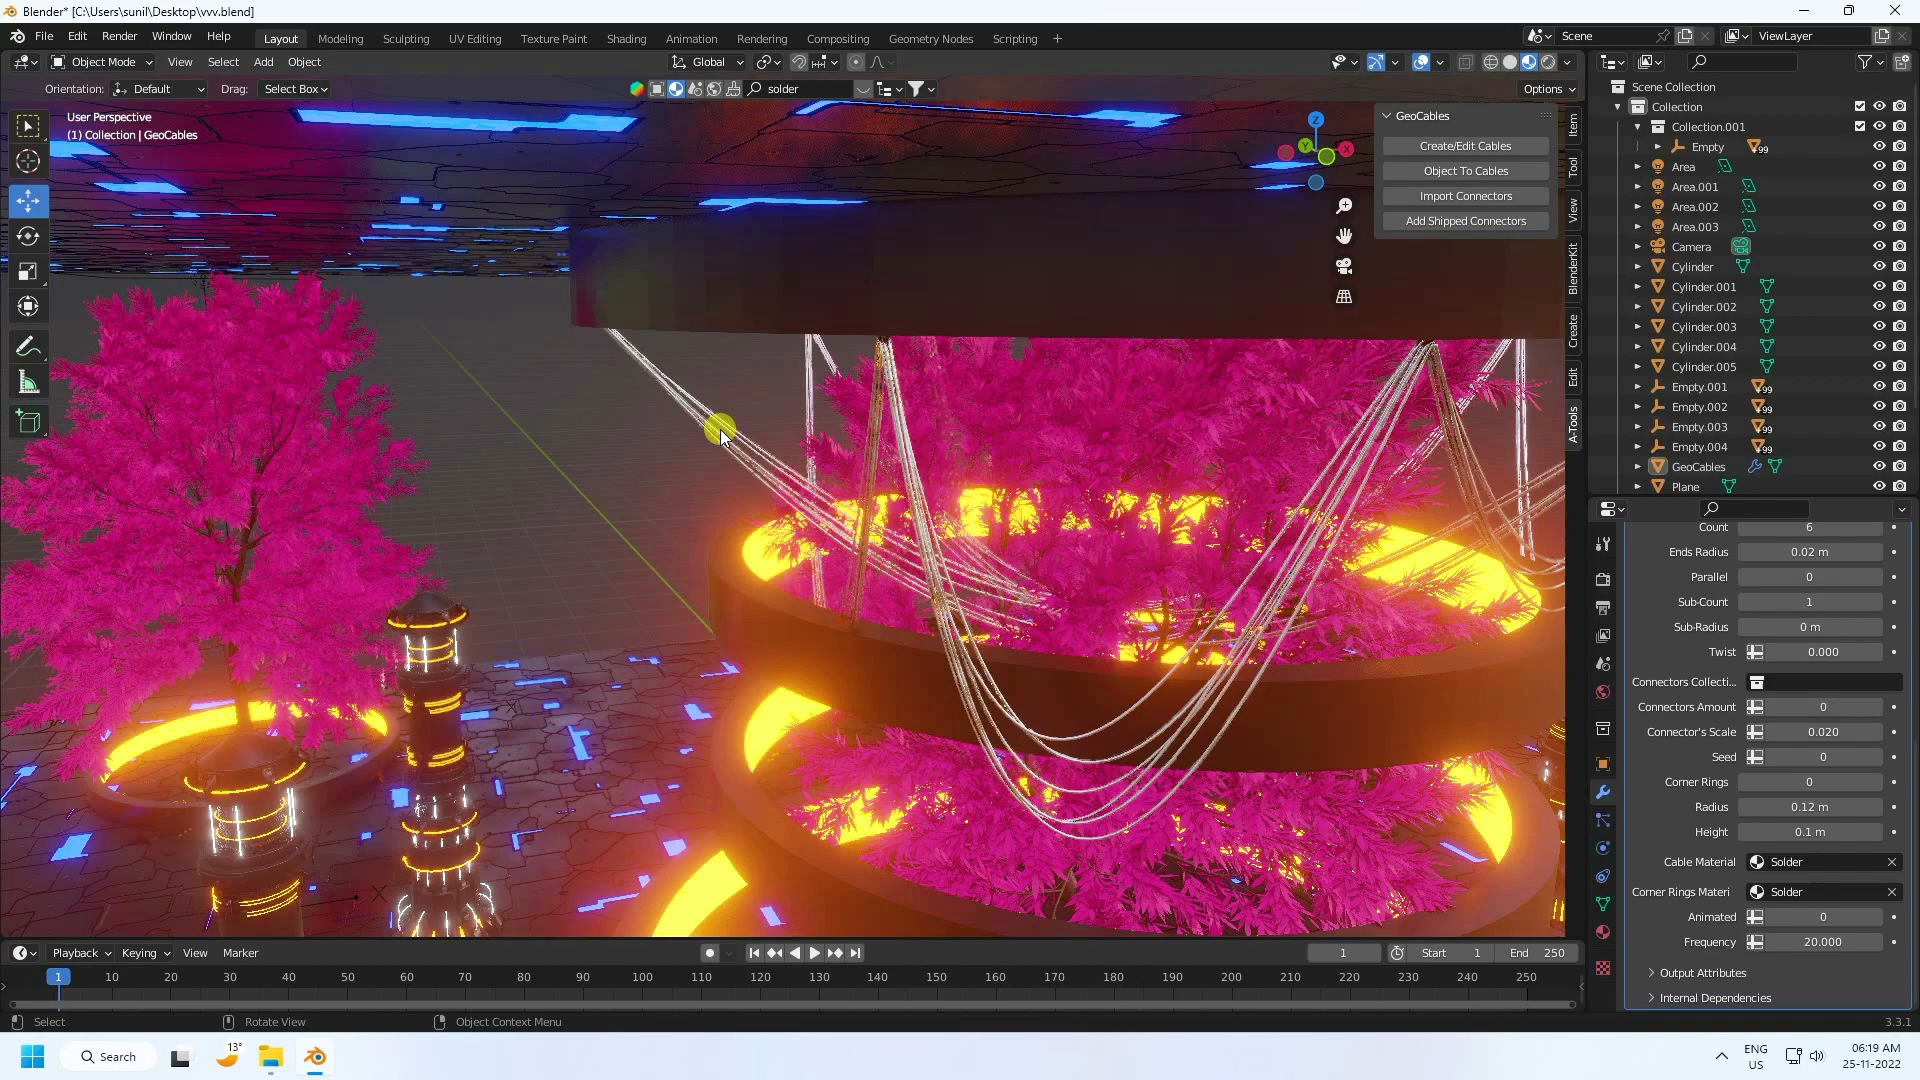 Blender* [C:\Users\sunil\Desktop\vvv.blend]
File Edit Render Window Help Layout Modeling Sculpting UV Editing Texture Paint Shading Animation Rendering Compositing Geometry Nodes Scripting + Scene ViewLayer
Object Mode View Select Add Object Global
Orientation: Default Drag: Select Box solder Options
User Perspective
(1) Collection | GeoCables
GeoCables
Create/Edit Cables
Object To Cables
Import Connectors
Add Shipped Connectors
Z
Y
X
Item
Tool
View
BlenderKit
Create
Edit
A-Tools
Scene Collection
Collection
Collection.001
Empty 99
Area
Area.001
Area.002
Area.003
Camera
Cylinder
Cylinder.001
Cylinder.002
Cylinder.003
Cylinder.004
Cylinder.005
Empty.001 99
Empty.002 99
Empty.003 99
Empty.004 99
GeoCables
Plane
Count 6
Ends Radius 0.02 m
Parallel 0
Sub-Count 1
Sub-Radius 0 m
Twist 0.000
Connectors Collecti...
Connectors Amount 0
Connector's Scale 0.020
Seed 0
Corner Rings 0
Radius 0.12 m
Height 0.1 m
Cable Material Solder
Corner Rings Materi Solder
Animated 0
Frequency 20.000
Output Attributes
Internal Dependencies
Playback Keying View Marker 1 Start 1 End 250
1 10 20 30 40 50 60 70 80 90 100 110 120 130 140 150 160 170 180 190 200 210 220 230 240 250
Select Rotate View Object Context Menu 3.3.1
Search 13° ENG US 06:19 AM 25-11-2022